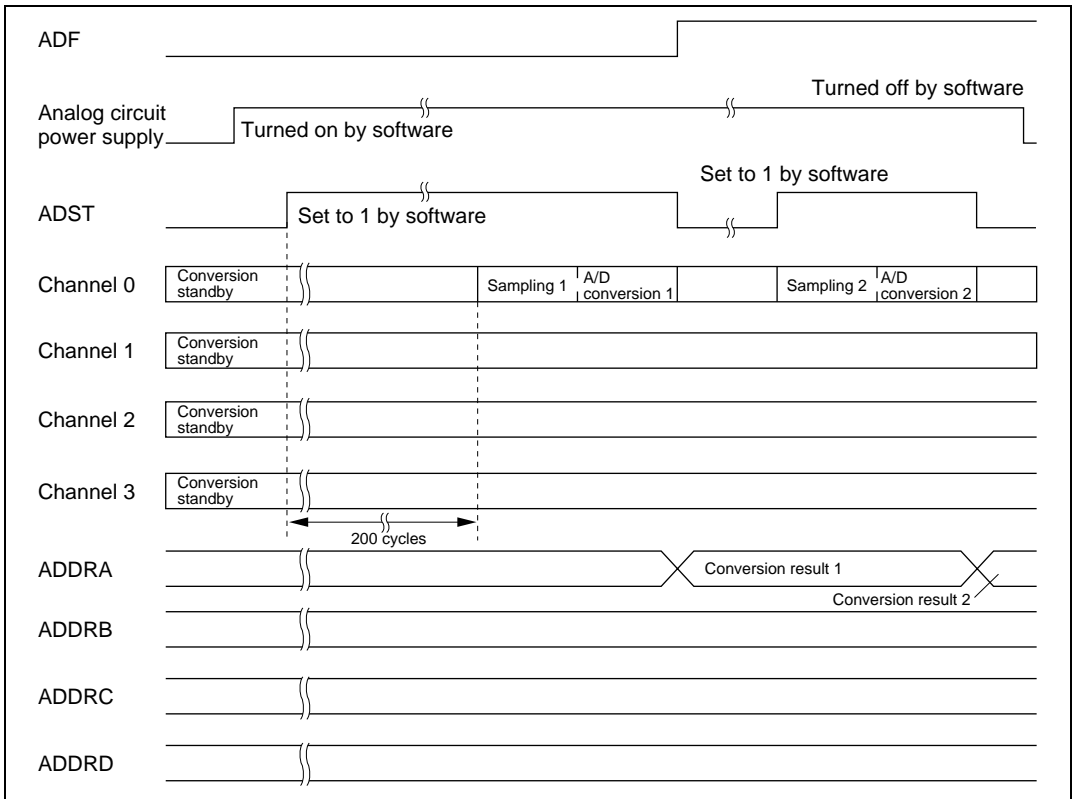 ADF
Turned off by software
Analog circuit
power supply
Turned on by software
Set to 1 by software
ADST
Set to 1 by software
Channel 0
Conversion
standby
Sampling 1
A/D
conversion 1
Sampling 2
A/D
conversion 2
Channel 1
Conversion
standby
Channel 2
Conversion
standby
Channel 3
Conversion
standby
200 cycles
ADDRA
Conversion result 1
Conversion result 2
ADDRB
ADDRC
ADDRD